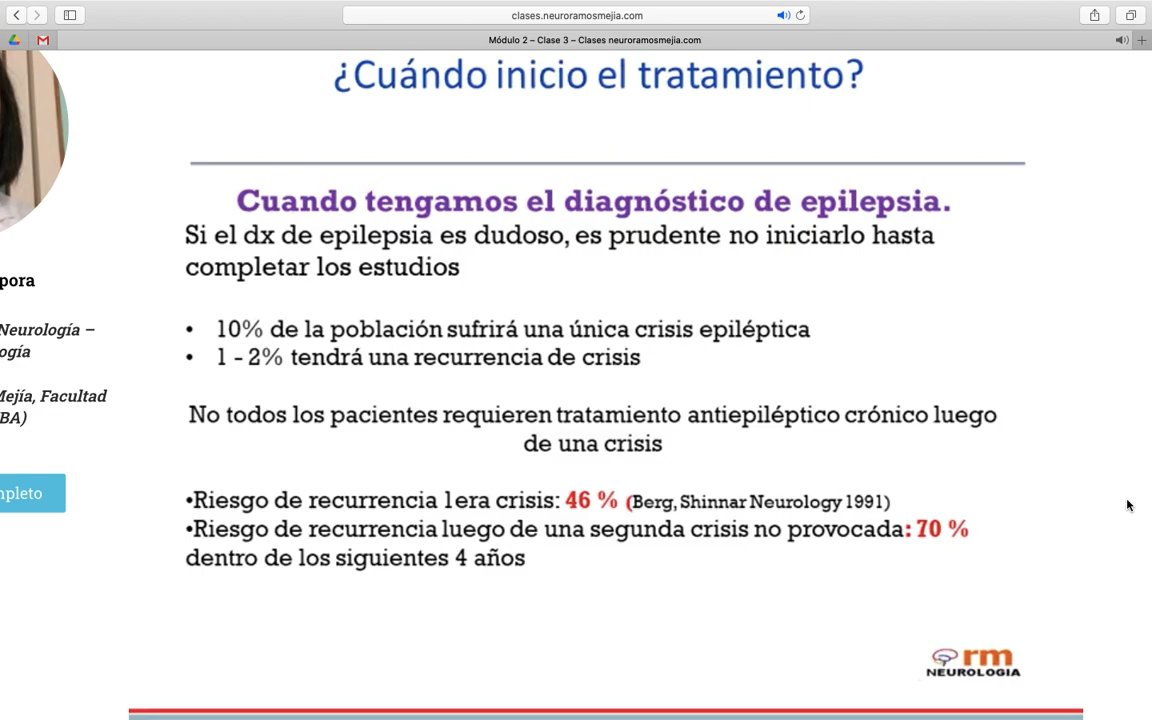 clases.neuroramosmejia.com
Módulo 2 – Clase 3 – Clases neuroramosmejia.com
¿Cuándo inicio el tratamiento?
Cuando tengamos el diagnóstico de epilepsia.
Si el dx de epilepsia es dudoso, es prudente no iniciarlo hasta
completar los estudios
• 10% de la población sufrirá una única crisis epiléptica
• 1 - 2% tendrá una recurrencia de crisis
No todos los pacientes requieren tratamiento antiepiléptico crónico luego
de una crisis
•Riesgo de recurrencia 1era crisis: 46 % (Berg, Shinnar Neurology 1991)
•Riesgo de recurrencia luego de una segunda crisis no provocada: 70 %
dentro de los siguientes 4 años
pora
Neurología –
ogía
Mejía, Facultad
BA)
mpleto
rm
NEUROLOGIA